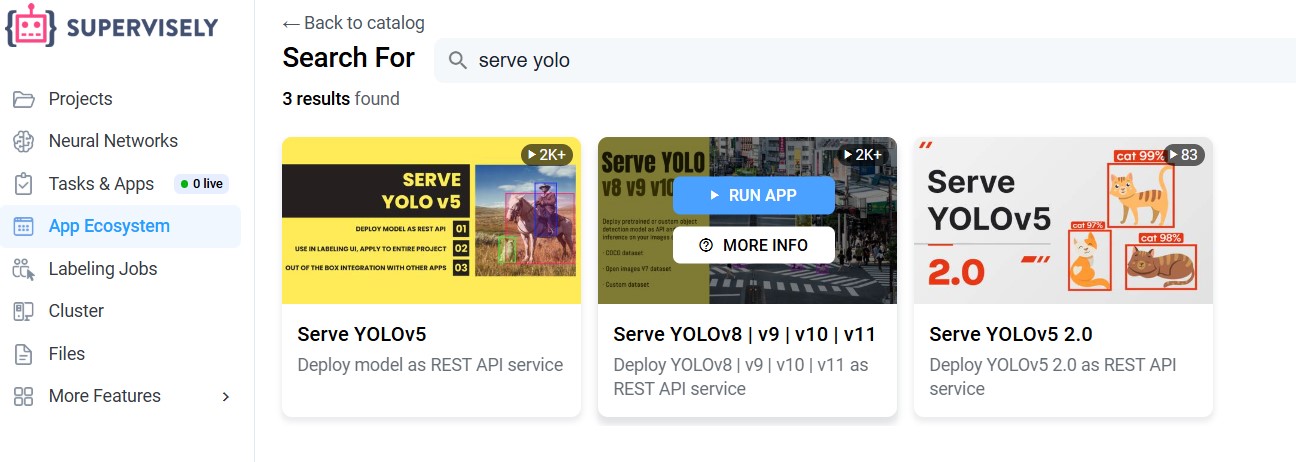 SUPERVISELY
← Back to catalog
Search For
serve yolo
3 results found
Projects
Neural Networks
Tasks & Apps
0 live
App Ecosystem
Labeling Jobs
Cluster
Files
More Features
2K+
SERVE
YOLO v5
DEPLOY MODEL AS REST API 01
USE IN LABELING UI, APPLY TO ENTIRE PROJECT 02
OUT OF THE BOX INTEGRATION WITH OTHER APPS 03
Serve YOLOv5
Deploy model as REST API service
2K+
Serve YOLO
v8 v9 v10
RUN APP
MORE INFO
Deploy pretrained or custom object
detection model as API an
inference on your images
· COCO dataset
· Open images V7 dataset
· Custom dataset
Serve YOLOv8 | v9 | v10 | v11
Deploy YOLOv8 | v9 | v10 | v11 as
REST API service
83
Serve
YOLOv5
2.0
cat 99%
cat 97%
cat 98%
Serve YOLOv5 2.0
Deploy YOLOv5 2.0 as REST API
service